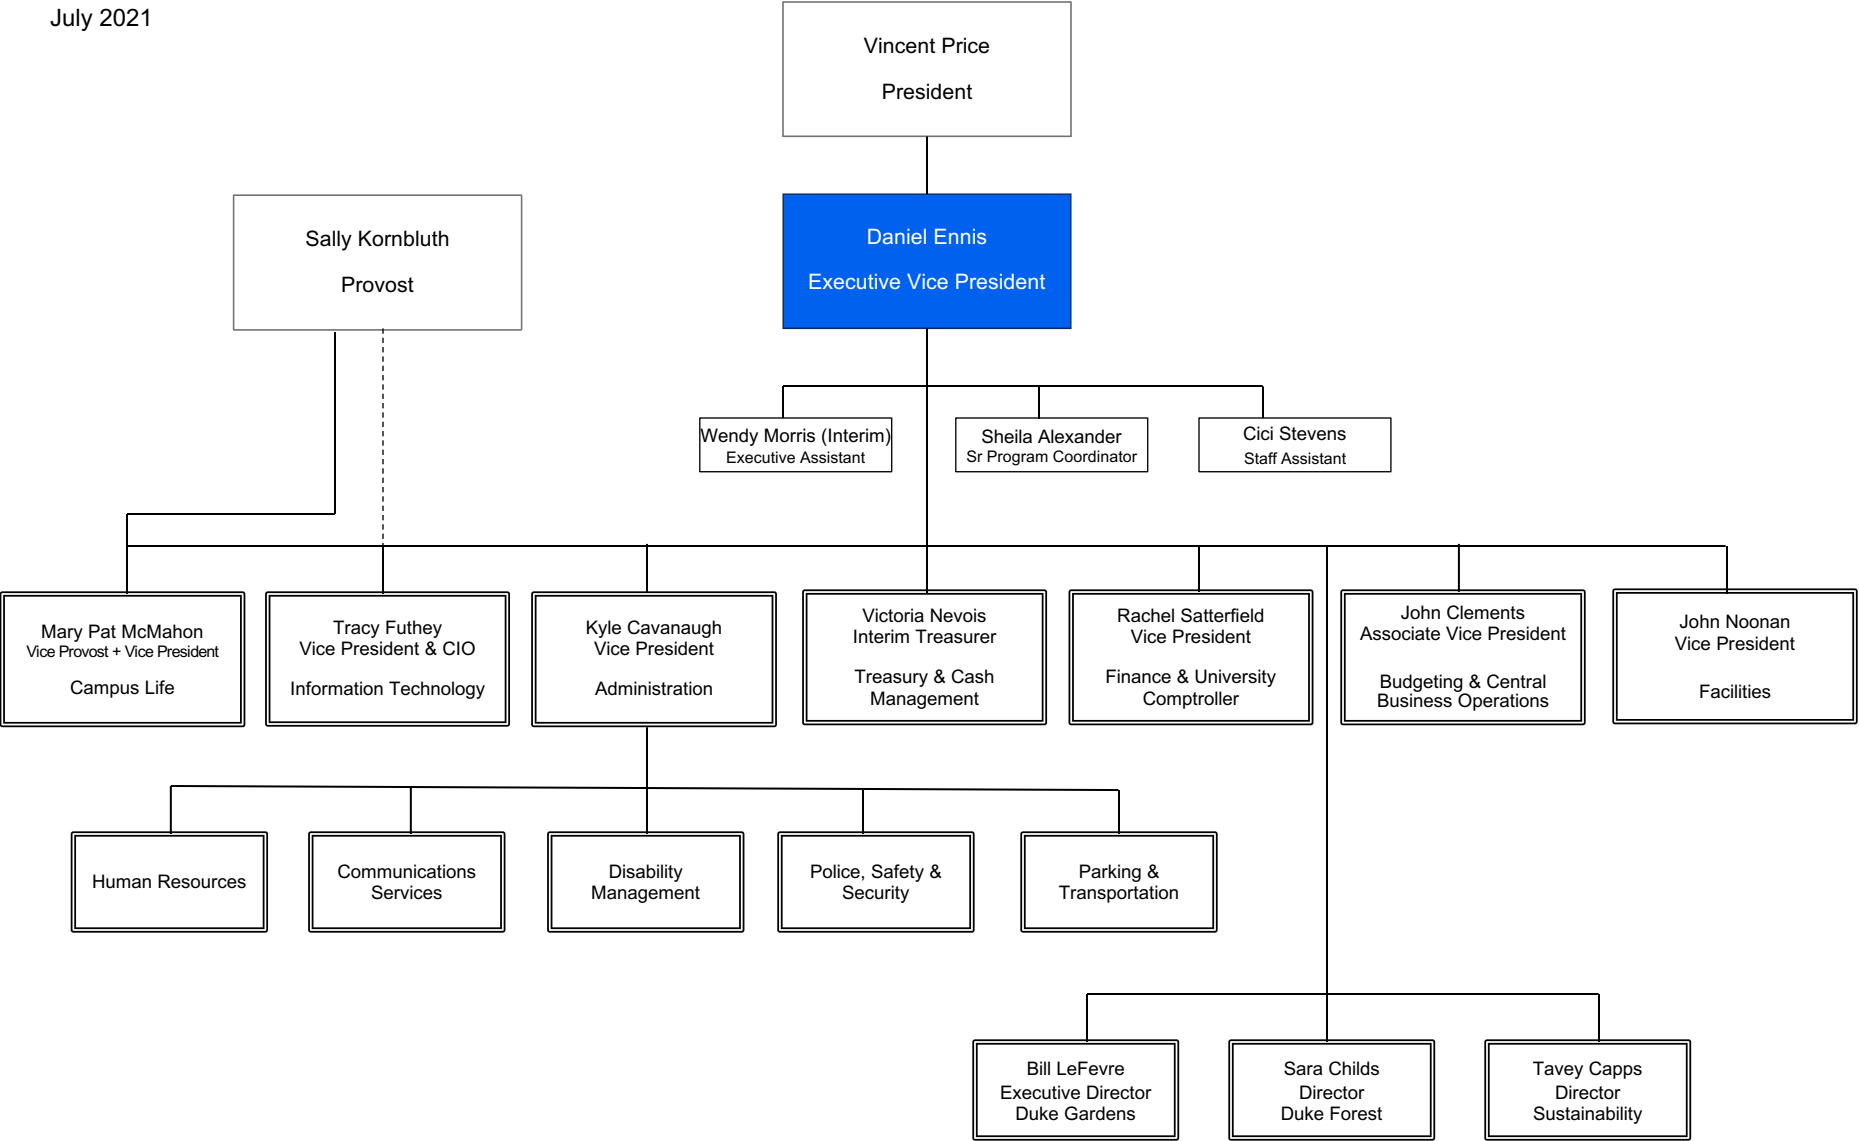 July 2021
Vincent Price
President
Sally Kornbluth
Provost
Daniel Ennis
Executive Vice President
Wendy Morris (Interim)
Executive Assistant
Sheila Alexander
Sr Program Coordinator
Cici Stevens
Staff Assistant
Mary Pat McMahon
Vice Provost + Vice President
Campus Life
Tracy Futhey
Vice President & CIO
Information Technology
Kyle Cavanaugh
Vice President
Administration
Victoria Nevois
Interim Treasurer
Treasury & Cash
Management
Rachel Satterfield
Vice President
Finance & University
Comptroller
John Clements
Associate Vice President
Budgeting & Central
Business Operations
John Noonan
Vice President
Facilities
Human Resources
Communications
Services
Disability
Management
Police, Safety &
Security
Parking &
Transportation
Bill LeFevre
Executive Director
Duke Gardens
Sara Childs
Director
Duke Forest
Tavey Capps
Director
Sustainability